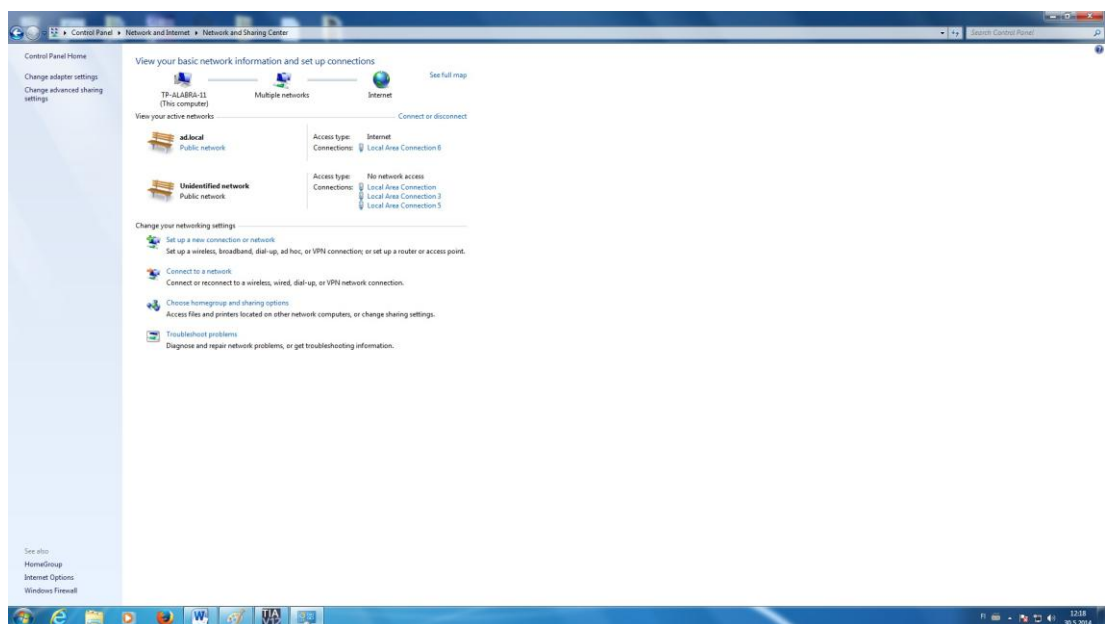 Control Panel ▸ Network and Internet ▸ Network and Sharing Center
Search Control Panel
Control Panel Home
Change adapter settings
Change advanced sharing
settings
View your basic network information and set up connections
See full map
TP-ALABRA-11
(This computer)
Multiple networks
Internet
View your active networks
Connect or disconnect
ad.local
Public network
Access type: Internet
Connections: Local Area Connection 6
Unidentified network
Public network
Access type: No network access
Connections: Local Area Connection
Local Area Connection 3
Local Area Connection 5
Change your networking settings
Set up a new connection or network
Set up a wireless, broadband, dial-up, ad hoc, or VPN connection; or set up a router or access point.
Connect to a network
Connect or reconnect to a wireless, wired, dial-up, or VPN network connection.
Choose homegroup and sharing options
Access files and printers located on other network computers, or change sharing settings.
Troubleshoot problems
Diagnose and repair network problems, or get troubleshooting information.
See also
HomeGroup
Internet Options
Windows Firewall
W
TIA
FI
12:18
30.5.2014